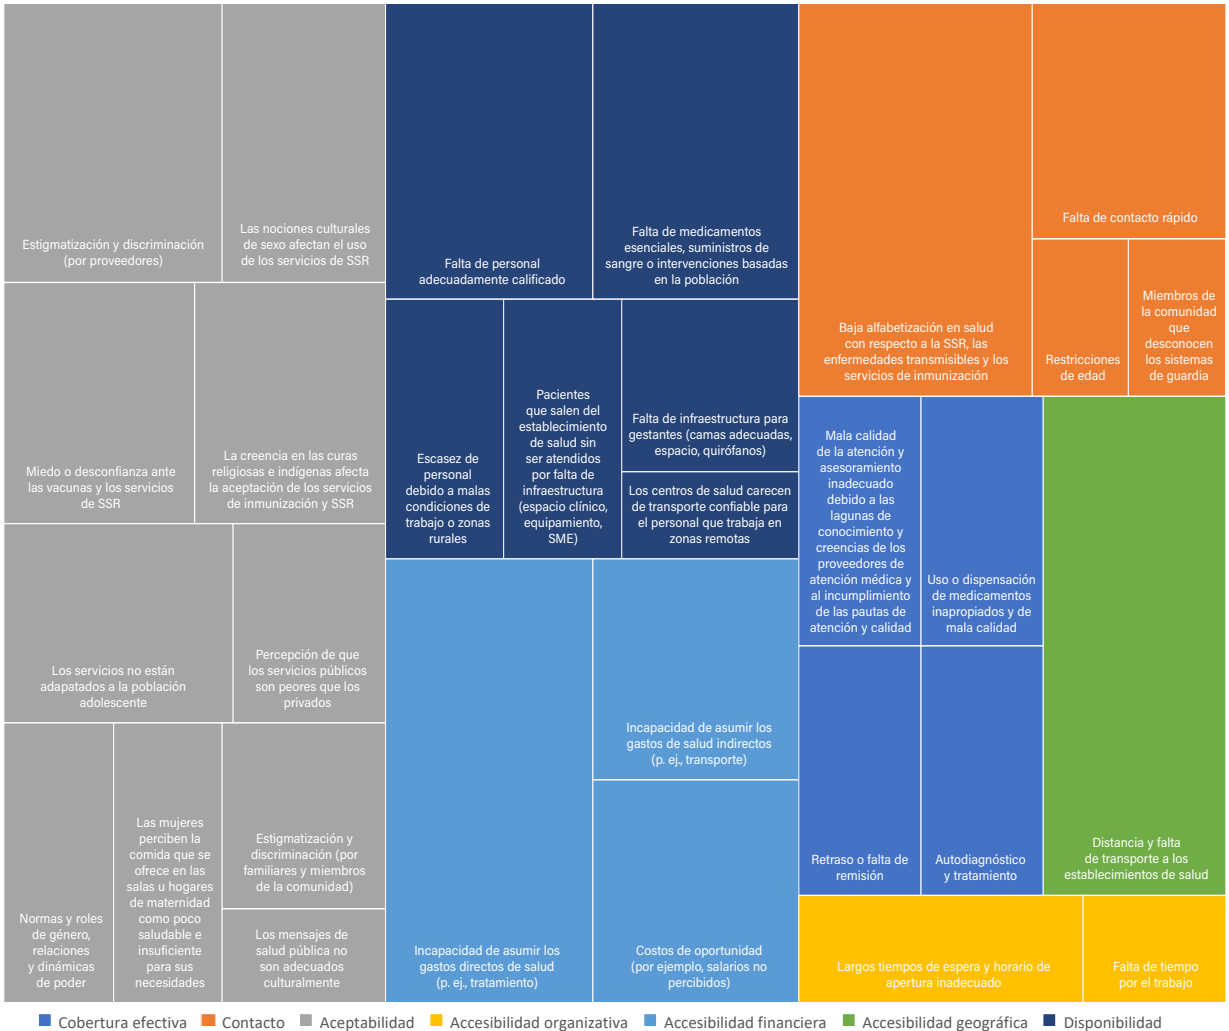 Estigmatización y discriminación
(por proveedores)
Las nociones culturales
de sexo afectan el uso
de los servicios de SSR
Miedo o desconfianza ante
las vacunas y los servicios
de SSR
La creencia en las curas
religiosas e indígenas afecta
la aceptación de los servicios
de inmunización y SSR
Los servicios no están
adapatados a la población
adolescente
Percepción de que
los servicios públicos
son peores que los
privados
Normas y roles
de género,
relaciones
y dinámicas
de poder
Las mujeres
perciben la
comida que se
ofrece en las
salas u hogares
de maternidad
como poco
saludable e
insuficiente
para sus
necesidades
Estigmatización y
discriminación (por
familiares y miembros
de la comunidad)
Los mensajes de
salud pública no
son adecuados
culturalmente
Falta de personal
adecuadamente calificado
Falta de medicamentos
esenciales, suministros de
sangre o intervenciones basadas
en la población
Escasez de
personal
debido a malas
condiciones de
trabajo o zonas
rurales
Pacientes
que salen del
establecimiento
de salud sin
ser atendidos
por falta de
infraestructura
(espacio clínico,
equipamiento,
SME)
Falta de infraestructura para
gestantes (camas adecuadas,
espacio, quirófanos)
Los centros de salud carecen
de transporte confiable para
el personal que trabaja en
zonas remotas
Incapacidad de asumir los
gastos directos de salud
(p. ej., tratamiento)
Incapacidad de asumir los
gastos de salud indirectos
(p. ej., transporte)
Costos de oportunidad
(por ejemplo, salarios no
percibidos)
Baja alfabetización en salud
con respecto a la SSR, las
enfermedades transmisibles y los
servicios de inmunización
Falta de contacto rápido
Restricciones
de edad
Miembros de
la comunidad
que
desconocen
los sistemas
de guardia
Mala calidad
de la atención y
asesoramiento
inadecuado
debido a las
lagunas de
conocimiento y
creencias de los
proveedores de
atención médica y
al incumplimiento
de las pautas de
atención y calidad
Uso o dispensación
de medicamentos
inapropiados y de
mala calidad
Retraso o falta de
remisión
Autodiagnóstico
y tratamiento
Distancia y falta
de transporte a los
establecimientos de salud
Largos tiempos de espera y horario de
apertura inadecuado
Falta de tiempo
por el trabajo
Cobertura efectiva Contacto Aceptabilidad Accesibilidad organizativa Accesibilidad financiera Accesibilidad geográfica Disponibilidad